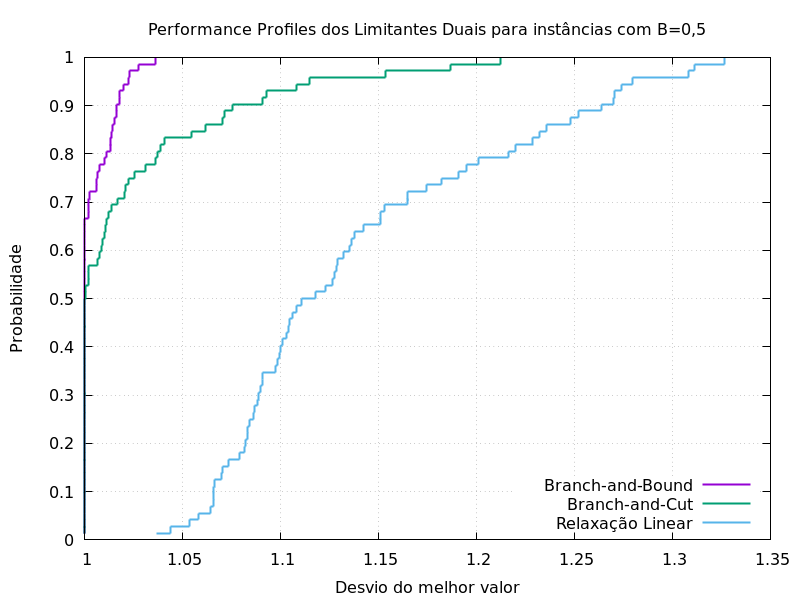 Performance Profiles dos Limitantes Duais para instâncias com B=0,5
1
0.9
0.8
0.7
0.6
0.5
0.4
0.3
0.2
0.1
0
Probabilidade
Branch-and-Bound
Branch-and-Cut
Relaxação Linear
1 1.05 1.1 1.15 1.2 1.25 1.3 1.35
Desvio do melhor valor